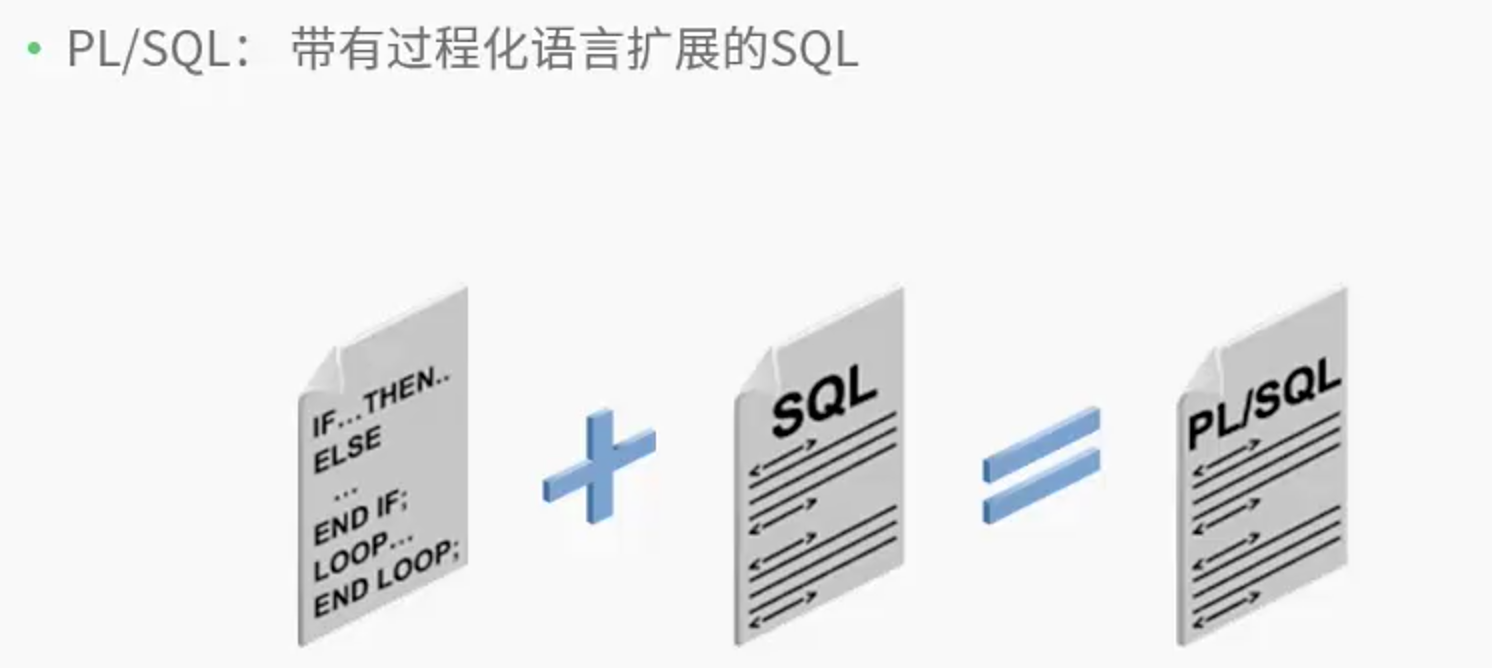 • PL/SQL： 带有过程化语言扩展的SQL
IF...THEN..
ELSE
...
END IF;
LOOP...
END LOOP;
SQL
PL/SQL